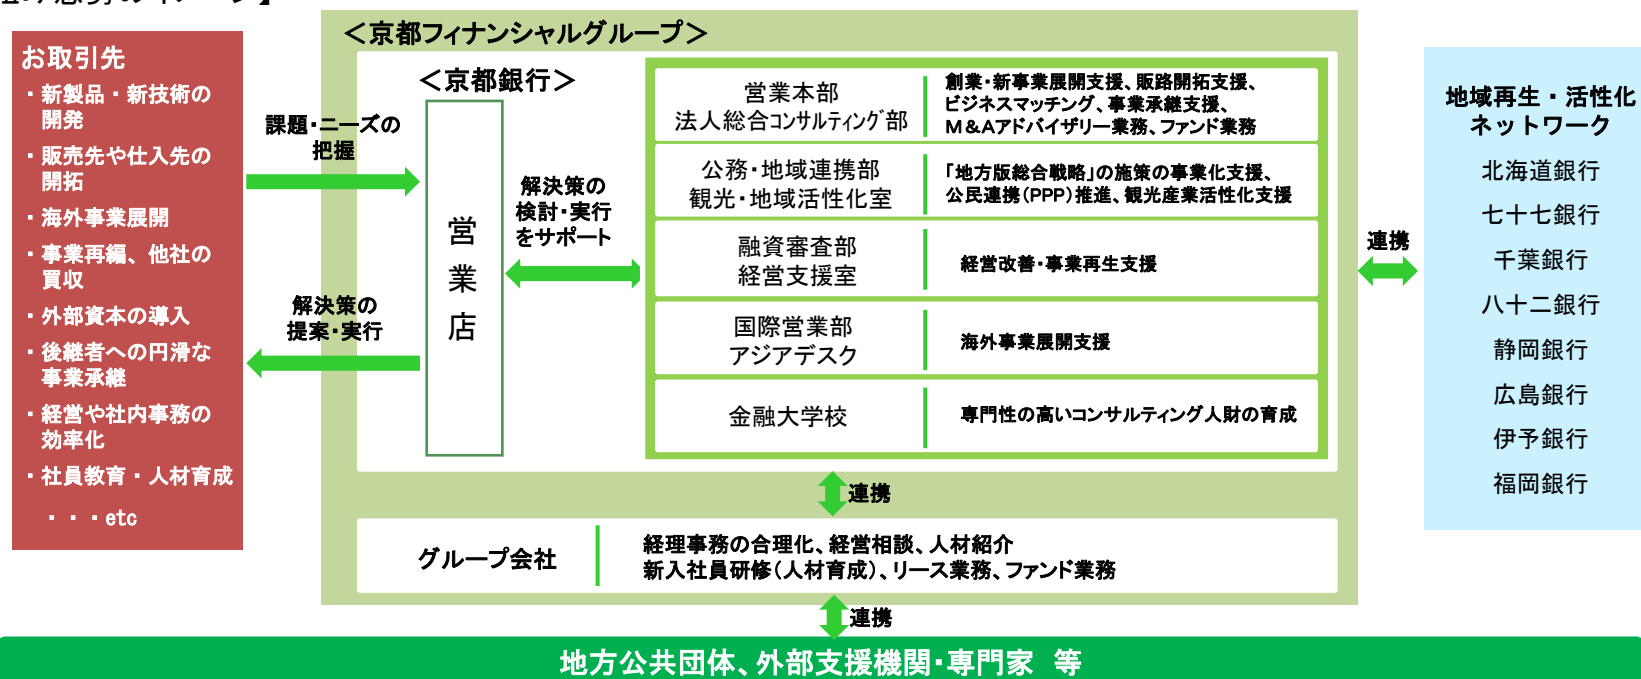 ＜京都フィナンシャルグループ＞
お取引先
・新製品・新技術の
開発
・販売先や仕入先の
開拓
・海外事業展開
・事業再編、他社の
買収
・外部資本の導入
・後継者への円滑な
事業承継
・経営や社内事務の
効率化
・社員教育・人材育成
・・・etc
課題・ニーズの
把握
解決策の
提案・実行
＜京都銀行＞
営業店
解決策の
検討・実行
をサポート
営業本部
法人総合コンサルティング部
創業・新事業展開支援、販路開拓支援、
ビジネスマッチング、事業承継支援、
M&Aアドバイザリー業務、ファンド業務
公務・地域連携部
観光・地域活性化室
「地方版総合戦略」の施策の事業化支援、
公民連携(PPP)推進、観光産業活性化支援
融資審査部
経営支援室
経営改善・事業再生支援
国際営業部
アジアデスク
海外事業展開支援
金融大学校
専門性の高いコンサルティング人財の育成
連携
グループ会社
経理事務の合理化、経営相談、人材紹介
新入社員研修(人材育成)、リース業務、ファンド業務
連携
連携
地域再生・活性化
ネットワーク
北海道銀行
七十七銀行
千葉銀行
八十二銀行
静岡銀行
広島銀行
伊予銀行
福岡銀行
地方公共団体、外部支援機関・専門家　等